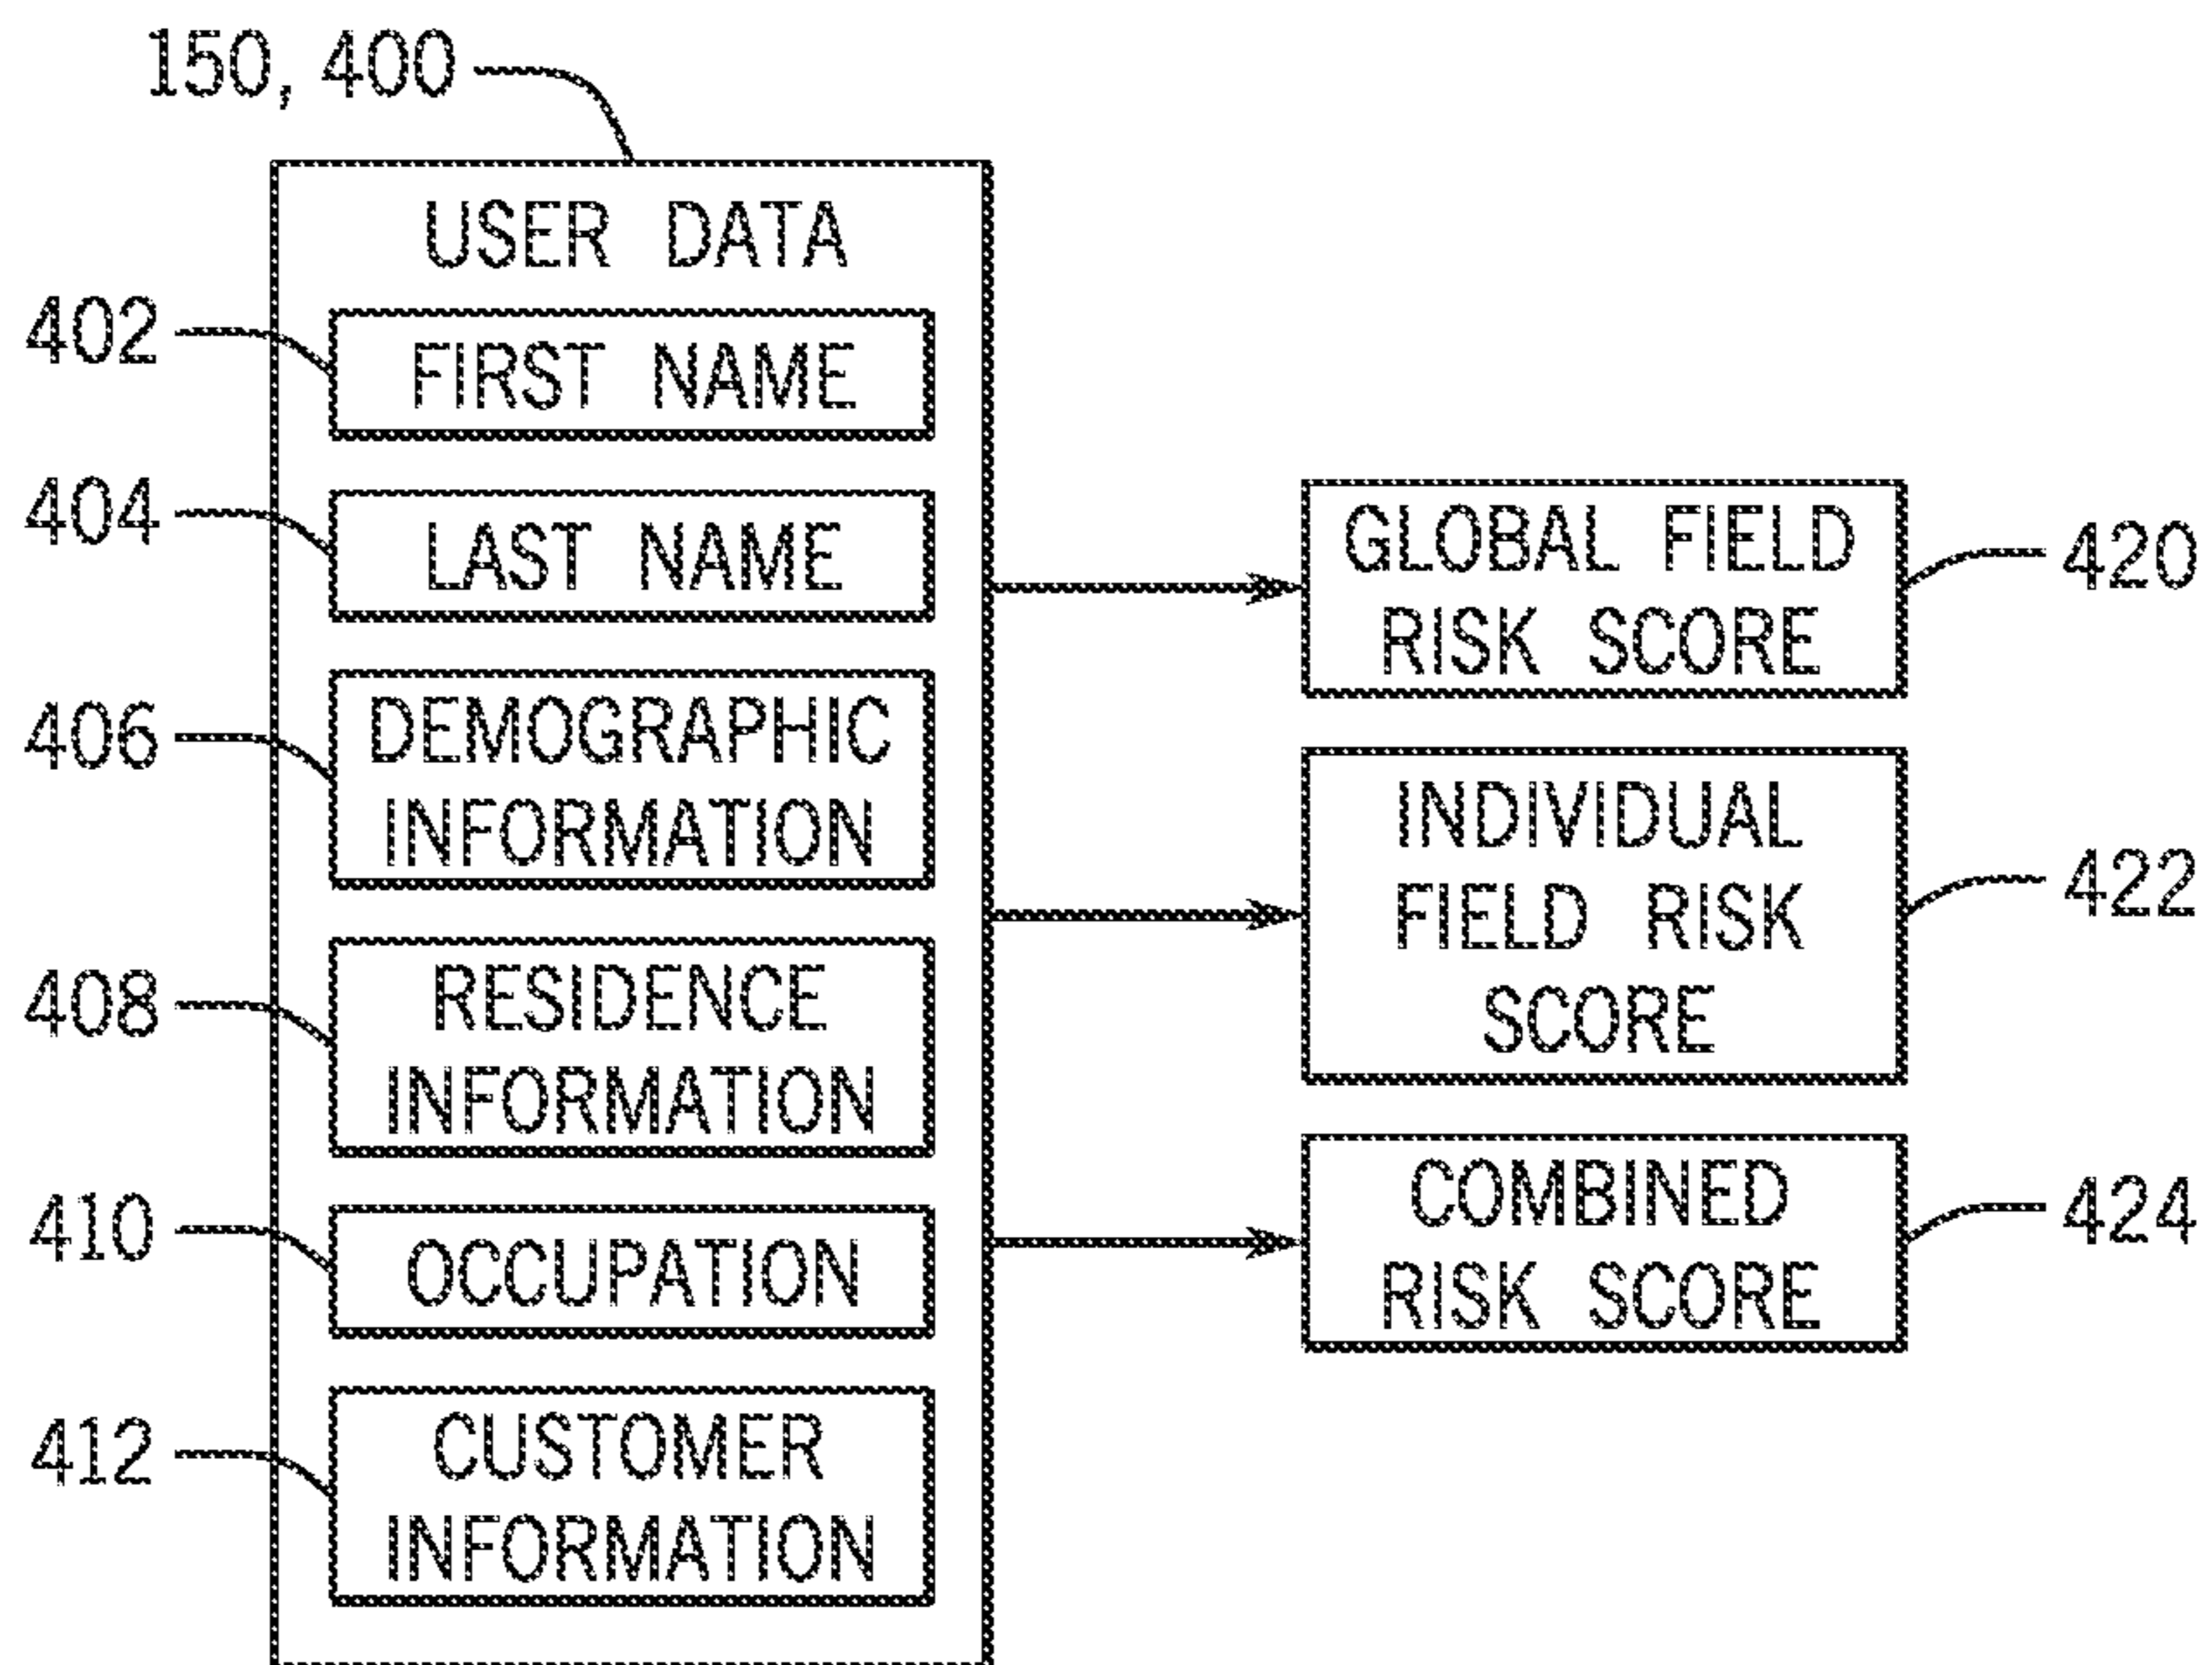 150, 400
USER DATA
402
FIRST NAME
404
LAST NAME
406
DEMOGRAPHIC
INFORMATION
408
RESIDENCE
INFORMATION
410
OCCUPATION
412
CUSTOMER
INFORMATION
GLOBAL FIELD
RISK SCORE
420
INDIVIDUAL
FIELD RISK
SCORE
422
COMBINED
RISK SCORE
424